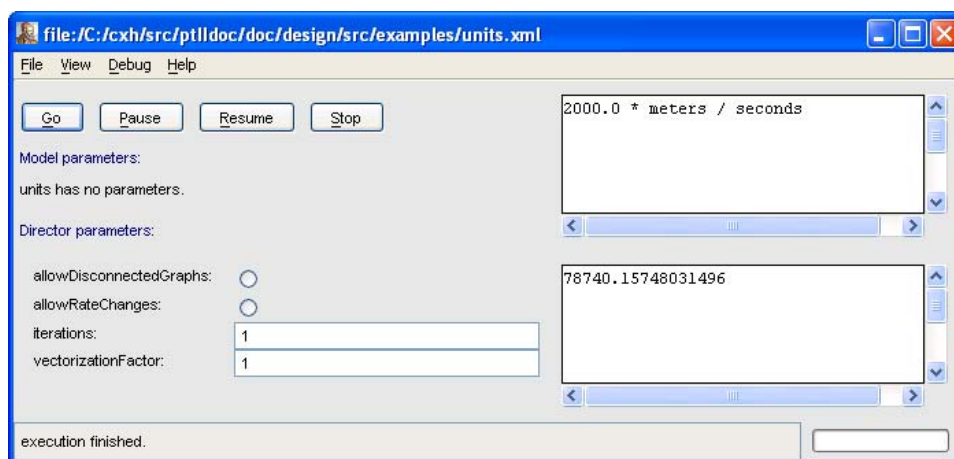 file:/C:/cxh/src/ptIIdoc/doc/design/src/examples/units.xml
File View Debug Help
Go Pause Resume Stop
Model parameters:
units has no parameters.
Director parameters:
allowDisconnectedGraphs:
allowRateChanges:
iterations: 1
vectorizationFactor: 1
2000.0 * meters / seconds
78740.15748031496
execution finished.